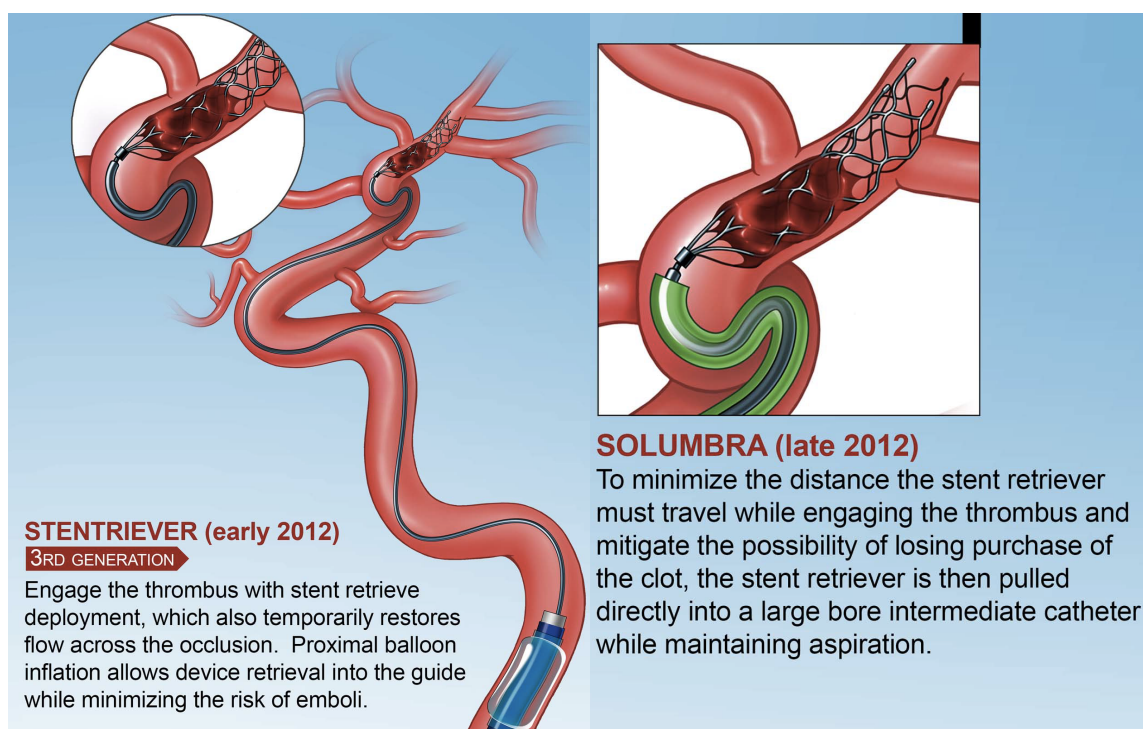 STENTRIEVER (early 2012)
3RD GENERATION
Engage the thrombus with stent retrieve
deployment, which also temporarily restores
flow across the occlusion.  Proximal balloon
inflation allows device retrieval into the guide
while minimizing the risk of emboli.
SOLUMBRA (late 2012)
To minimize the distance the stent retriever
must travel while engaging the thrombus and
mitigate the possibility of losing purchase of
the clot, the stent retriever is then pulled
directly into a large bore intermediate catheter
while maintaining aspiration.